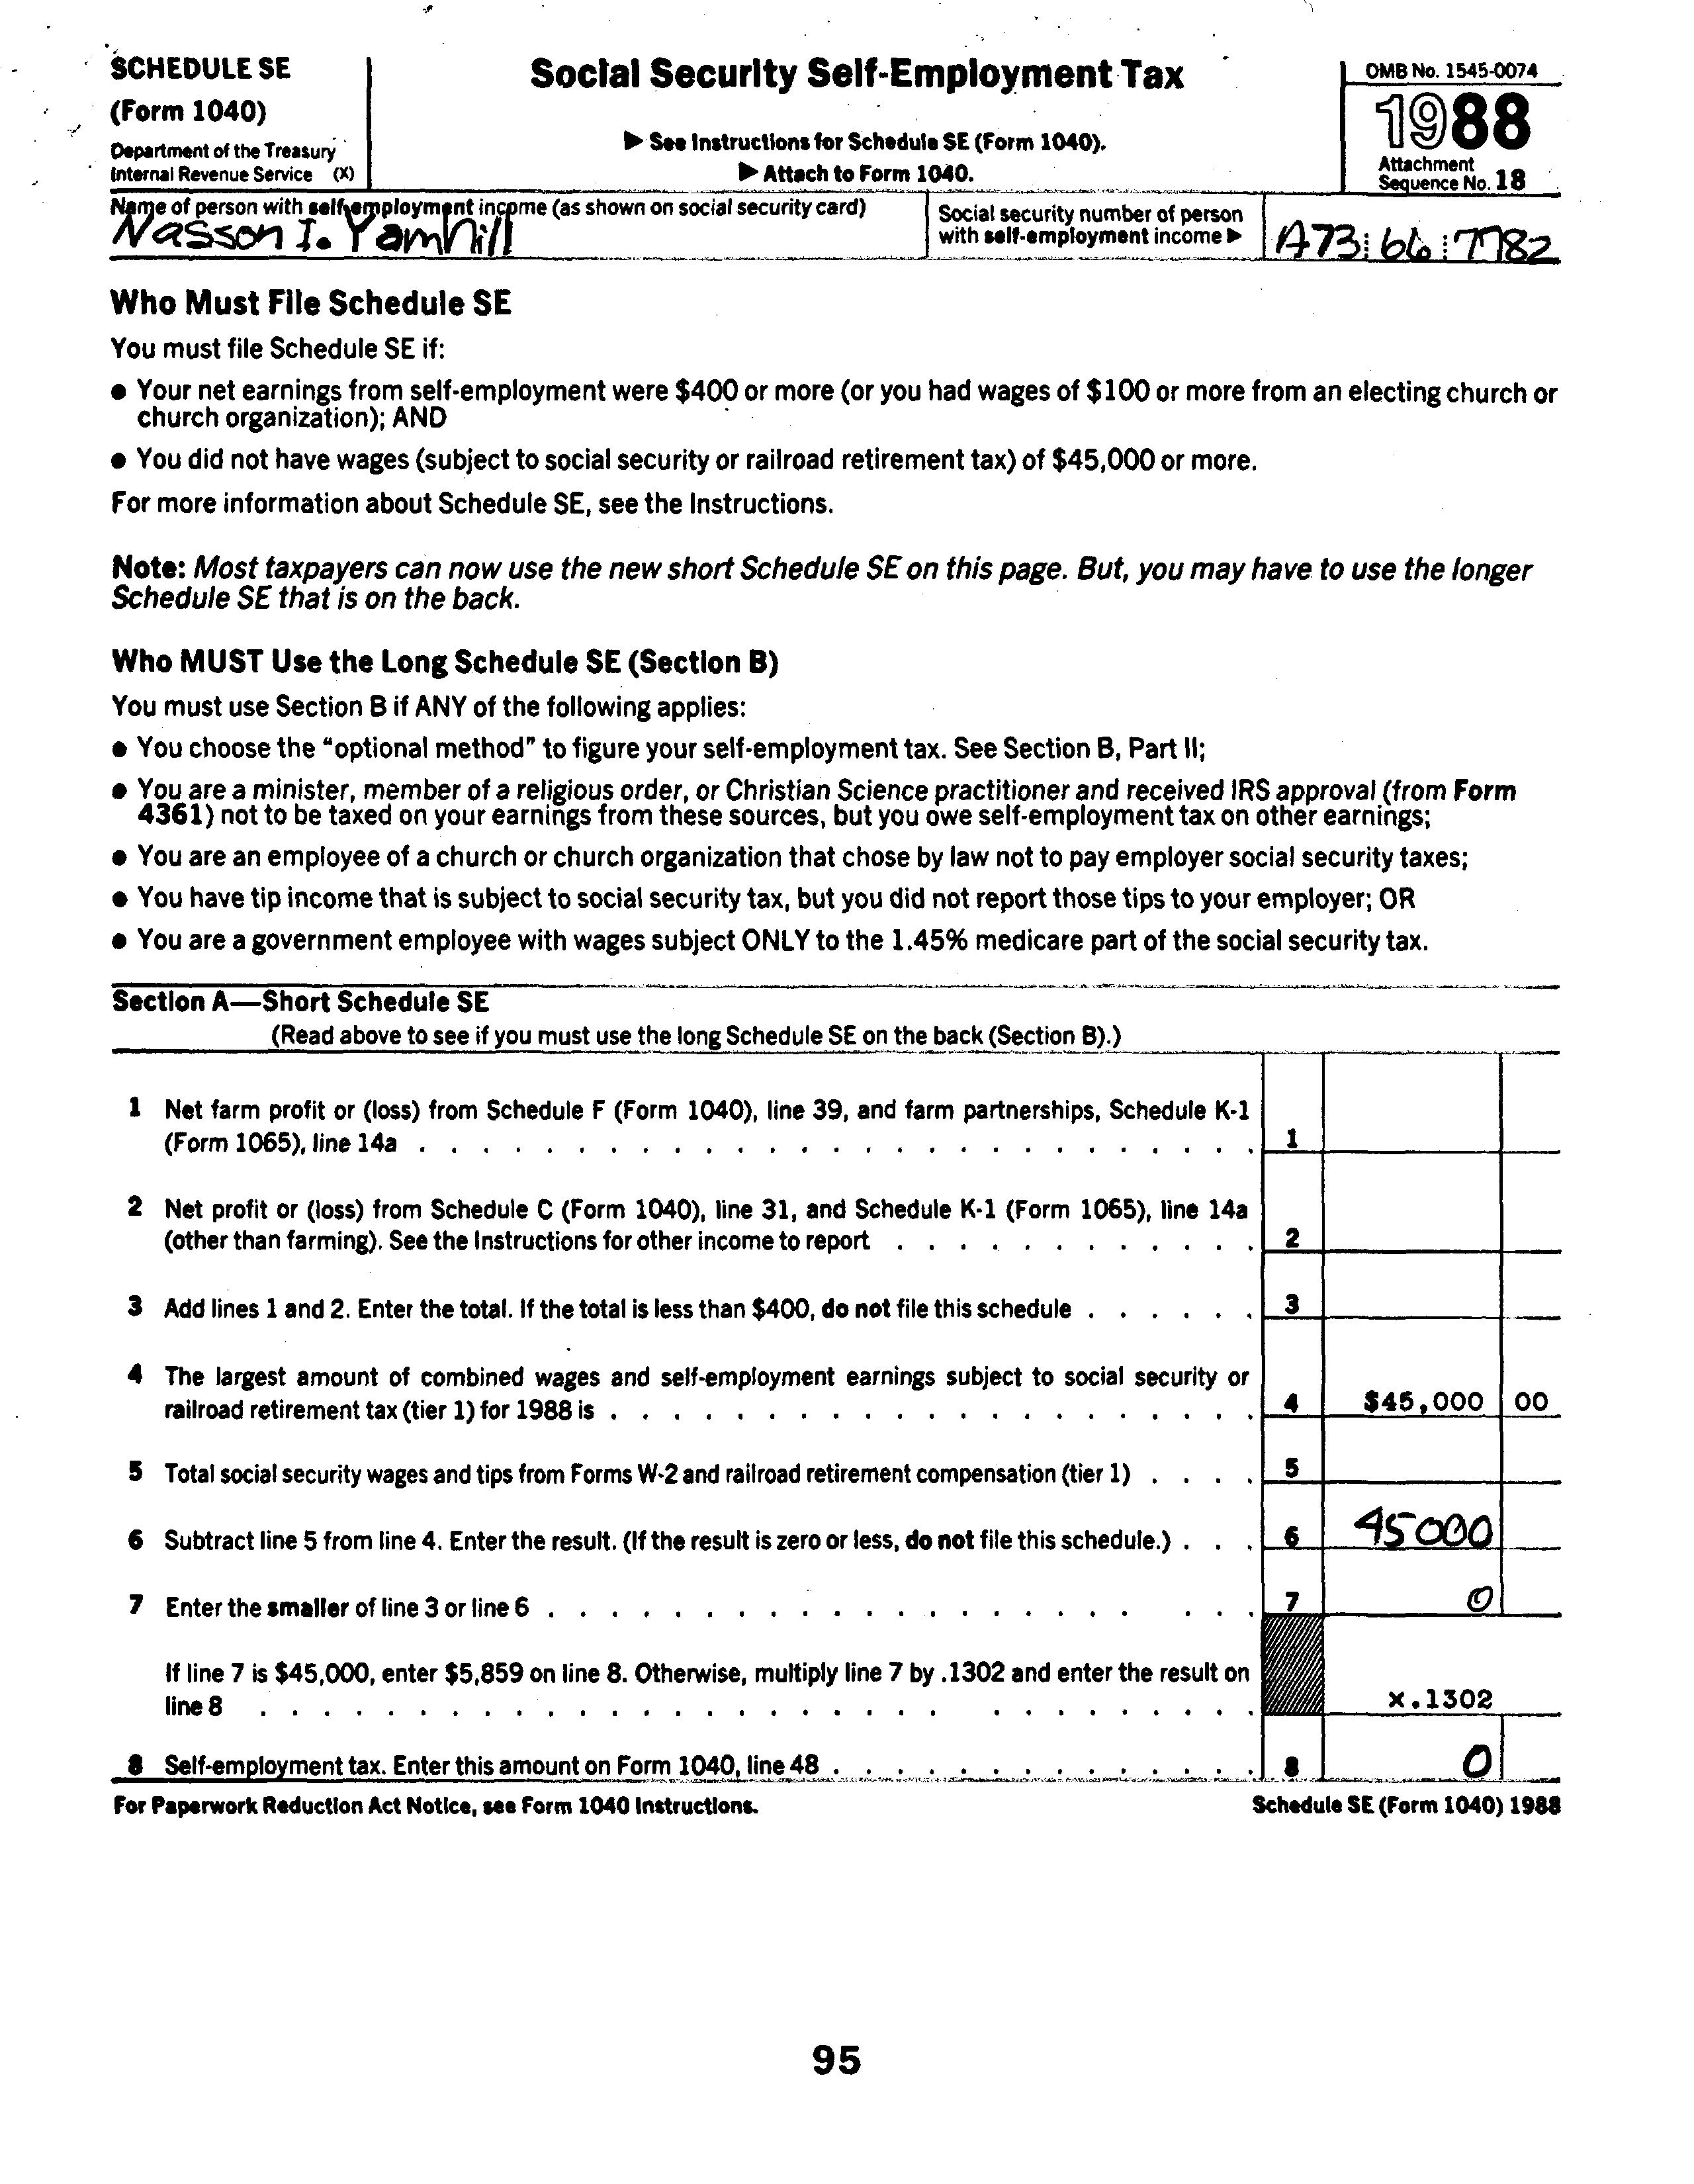 SCHEDULE SE
(Form 1040)
Department of the Treasury
Internal Revenue Service (X)
Social Security Self-Employment Tax
▶ See Instructions for Schedule SE (Form 1040).
▶ Attach to Form 1040.
OMB No. 1545-0074
1988
Attachment
Sequence No. 18
Name of person with self-employment income (as shown on social security card)
Nasson I. Yamhill
Social security number of person
with self-employment income ▶
A73 66 7782
Who Must File Schedule SE
You must file Schedule SE if:
● Your net earnings from self-employment were $400 or more (or you had wages of $100 or more from an electing church or
church organization); AND
● You did not have wages (subject to social security or railroad retirement tax) of $45,000 or more.
For more information about Schedule SE, see the Instructions.
Note: Most taxpayers can now use the new short Schedule SE on this page. But, you may have to use the longer
Schedule SE that is on the back.
Who MUST Use the Long Schedule SE (Section B)
You must use Section B if ANY of the following applies:
● You choose the “optional method” to figure your self-employment tax. See Section B, Part II;
● You are a minister, member of a religious order, or Christian Science practitioner and received IRS approval (from Form
4361) not to be taxed on your earnings from these sources, but you owe self-employment tax on other earnings;
● You are an employee of a church or church organization that chose by law not to pay employer social security taxes;
● You have tip income that is subject to social security tax, but you did not report those tips to your employer; OR
● You are a government employee with wages subject ONLY to the 1.45% medicare part of the social security tax.
Section A—Short Schedule SE
(Read above to see if you must use the long Schedule SE on the back (Section B).)
1 Net farm profit or (loss) from Schedule F (Form 1040), line 39, and farm partnerships, Schedule K-1
(Form 1065), line 14a . . . . . . . . . . . . . . . . . . . . . . . . . . . 1
2 Net profit or (loss) from Schedule C (Form 1040), line 31, and Schedule K-1 (Form 1065), line 14a
(other than farming). See the Instructions for other income to report . . . . . . . . . . . . 2
3 Add lines 1 and 2. Enter the total. If the total is less than $400, do not file this schedule . . . . . . 3
4 The largest amount of combined wages and self-employment earnings subject to social security or
railroad retirement tax (tier 1) for 1988 is . . . . . . . . . . . . . . . . . . . . . 4 $45,000 00
5 Total social security wages and tips from Forms W-2 and railroad retirement compensation (tier 1) . . . . 5
6 Subtract line 5 from line 4. Enter the result. (If the result is zero or less, do not file this schedule.) . . . 6 45000
7 Enter the smaller of line 3 or line 6 . . . . . . . . . . . . . . . . . . . . . . 7 0
If line 7 is $45,000, enter $5,859 on line 8. Otherwise, multiply line 7 by .1302 and enter the result on
line 8 . . . . . . . . . . . . . . . . . . . . . . . . . . . . . x.1302
8 Self-employment tax. Enter this amount on Form 1040, line 48 . . . . . . . . . . . . . . 8 0
For Paperwork Reduction Act Notice, see Form 1040 Instructions.
Schedule SE (Form 1040) 1988
95